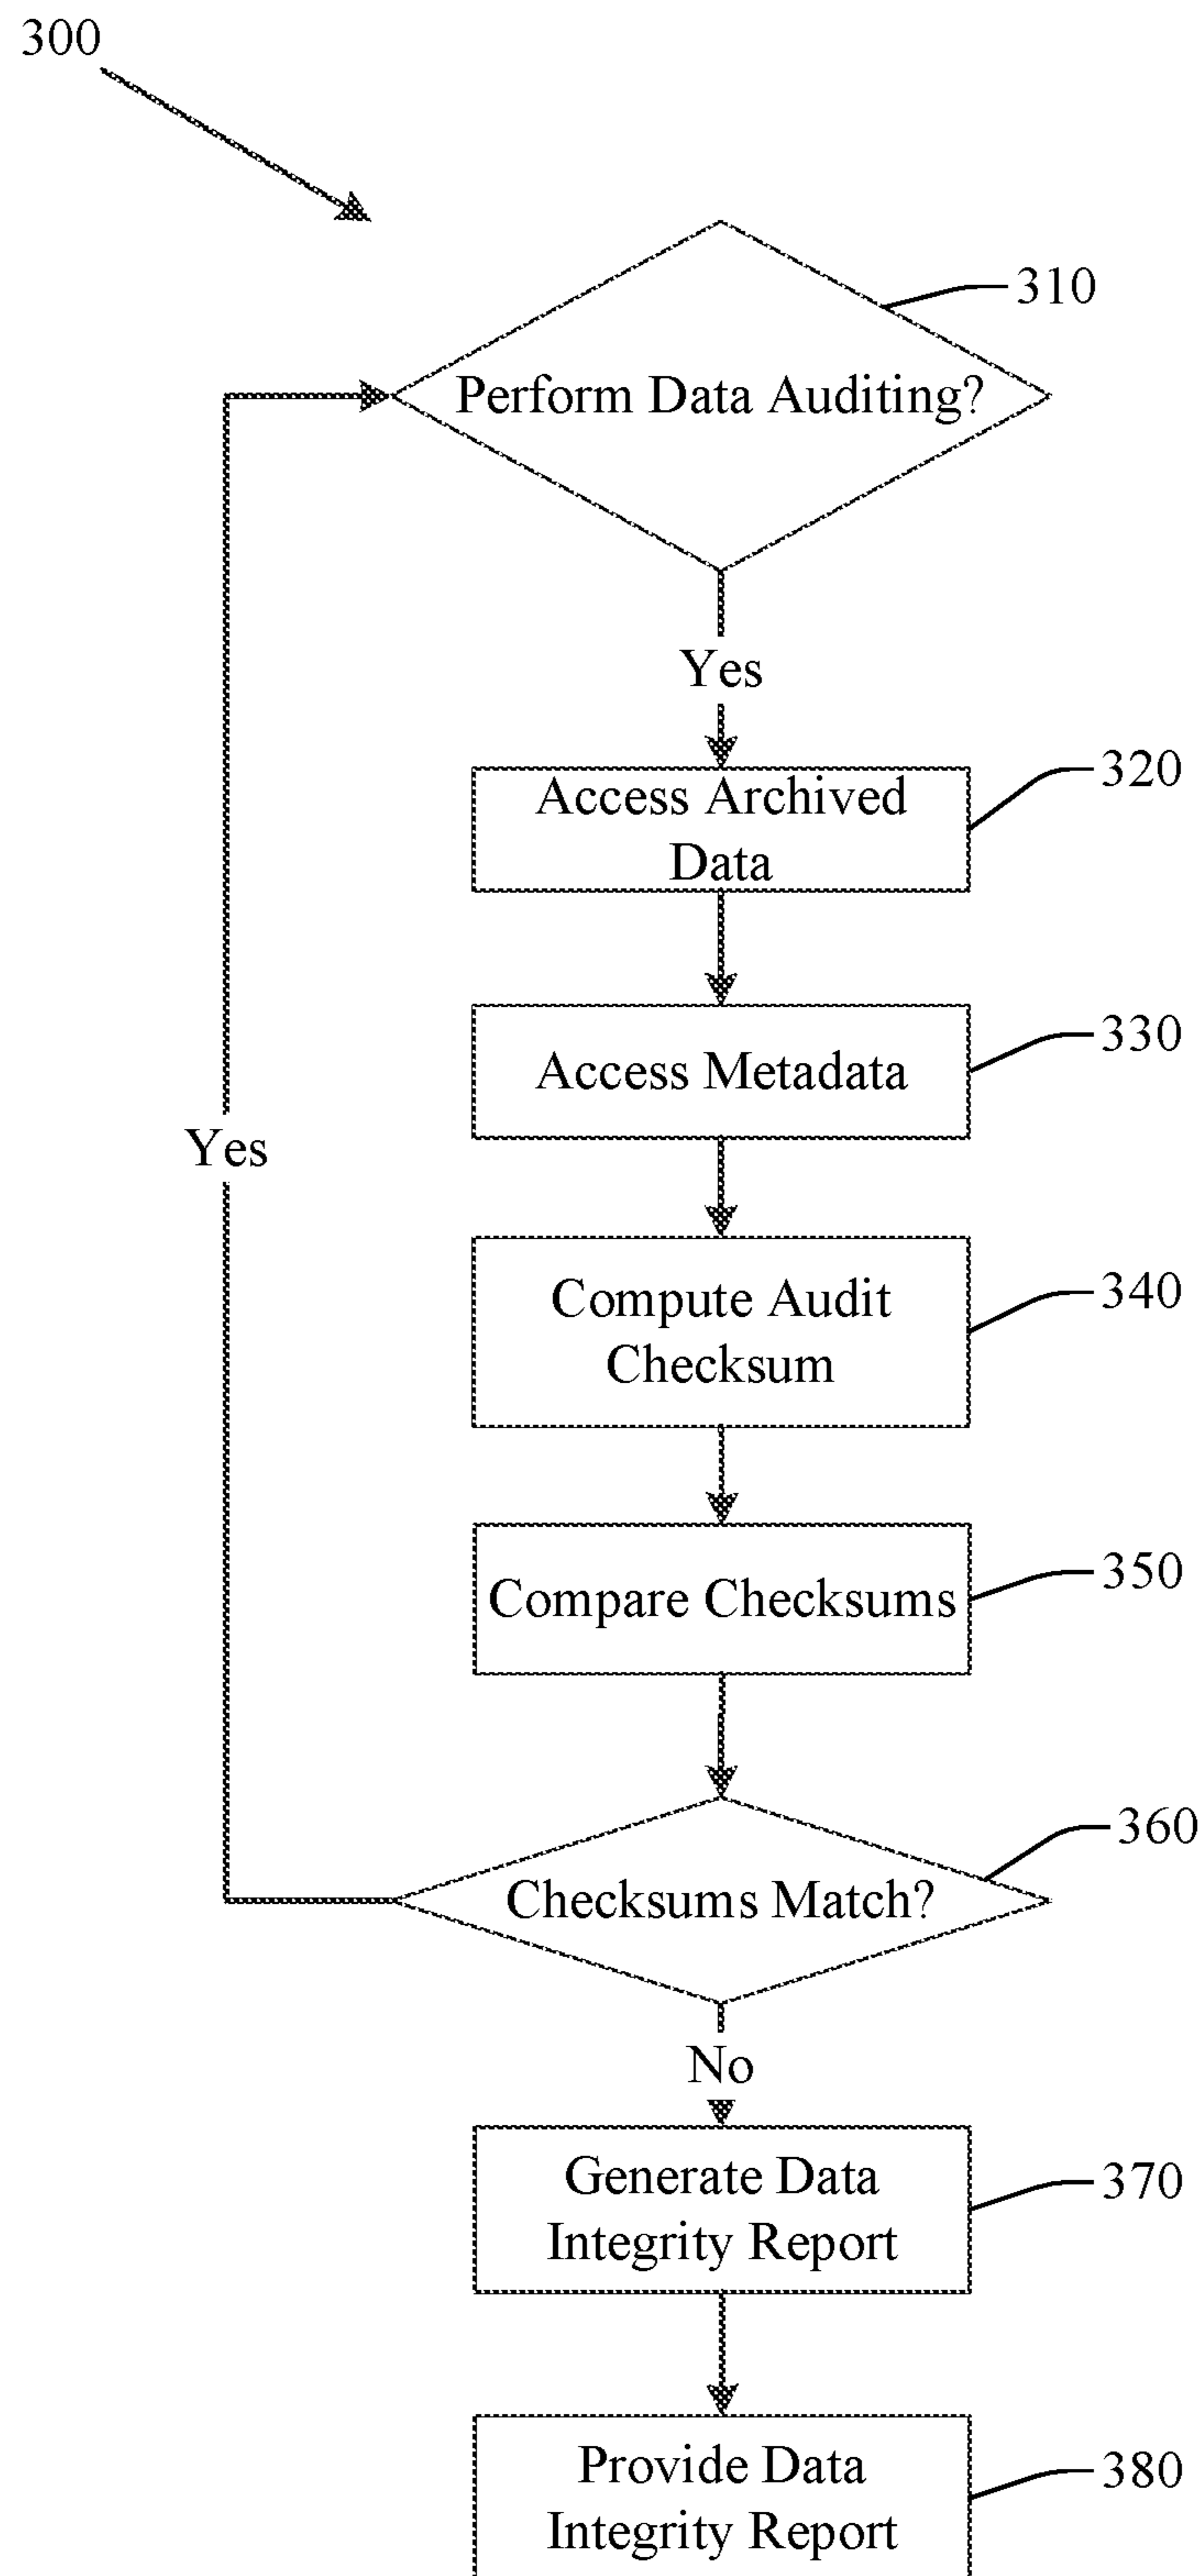 300
310
Perform Data Auditing?
Yes
320
Access Archived
Data
330
Access Metadata
Yes
340
Compute Audit
Checksum
350
Compare Checksums
360
Checksums Match?
No
370
Generate Data
Integrity Report
380
Provide Data
Integrity Report